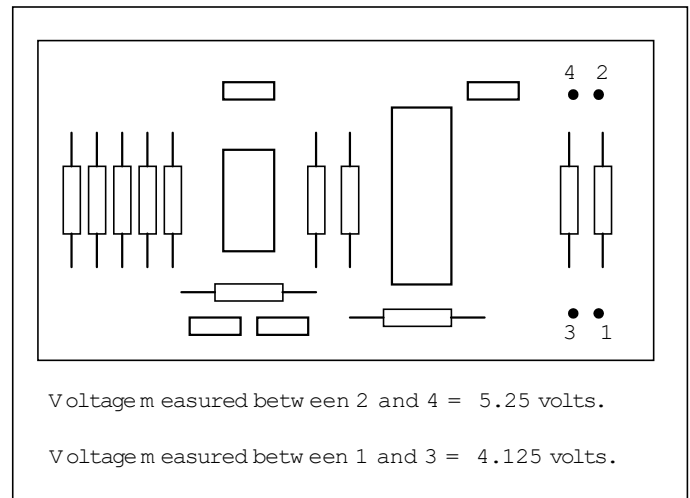 4 2
3 1
Voltage measured between 2 and 4 = 5.25 volts.
Voltage measured between 1 and 3 = 4.125 volts.